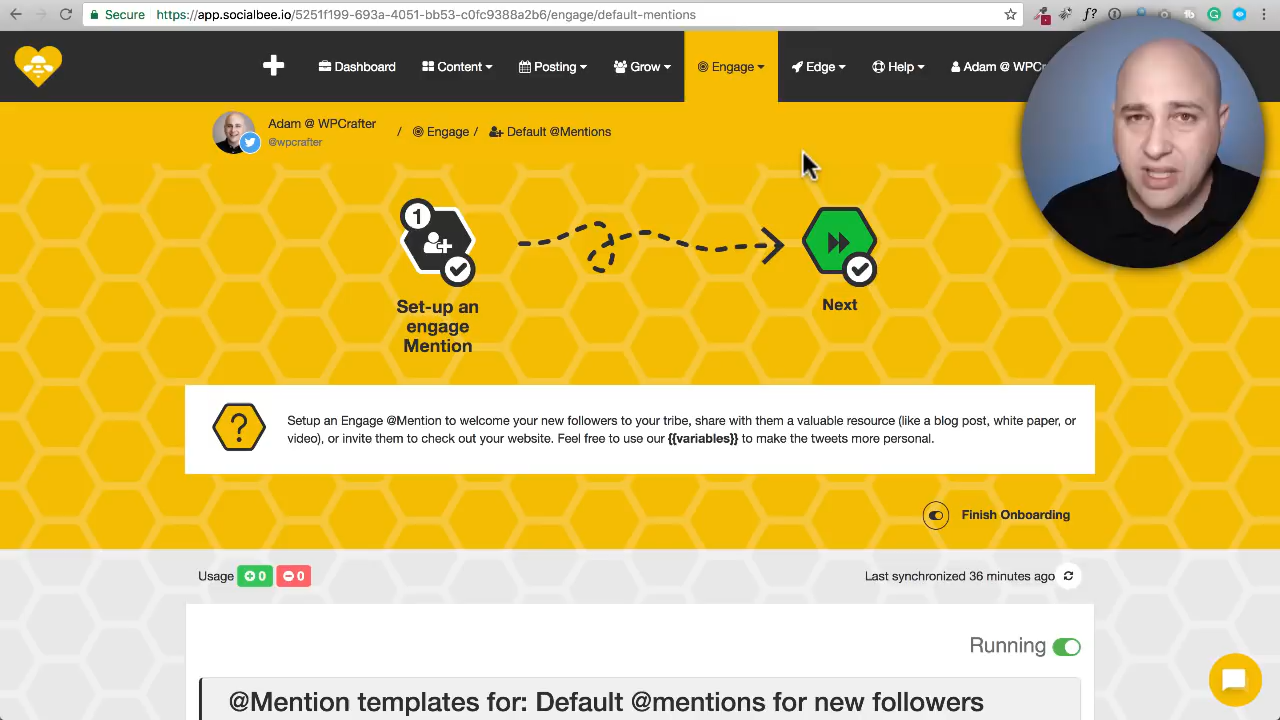 Secure
https://app.socialbee.io/5251f199-693a-4051-bb53-c0fc9388a2b6/engage/default-mentions
f?
Dashboard
Content
Posting
Grow
Engage
Edge
Help
Adam @ WPCr
Adam @ WPCrafter
@wpcrafter
/ Engage / Default @Mentions
1
Set-up an
engage
Mention
Next
?
Setup an Engage @Mention to welcome your new followers to your tribe, share with them a valuable resource (like a blog post, white paper, or
video), or invite them to check out your website. Feel free to use our {{variables}} to make the tweets more personal.
Finish Onboarding
Usage 0 0
Last synchronized 36 minutes ago
Running
@Mention templates for: Default @mentions for new followers